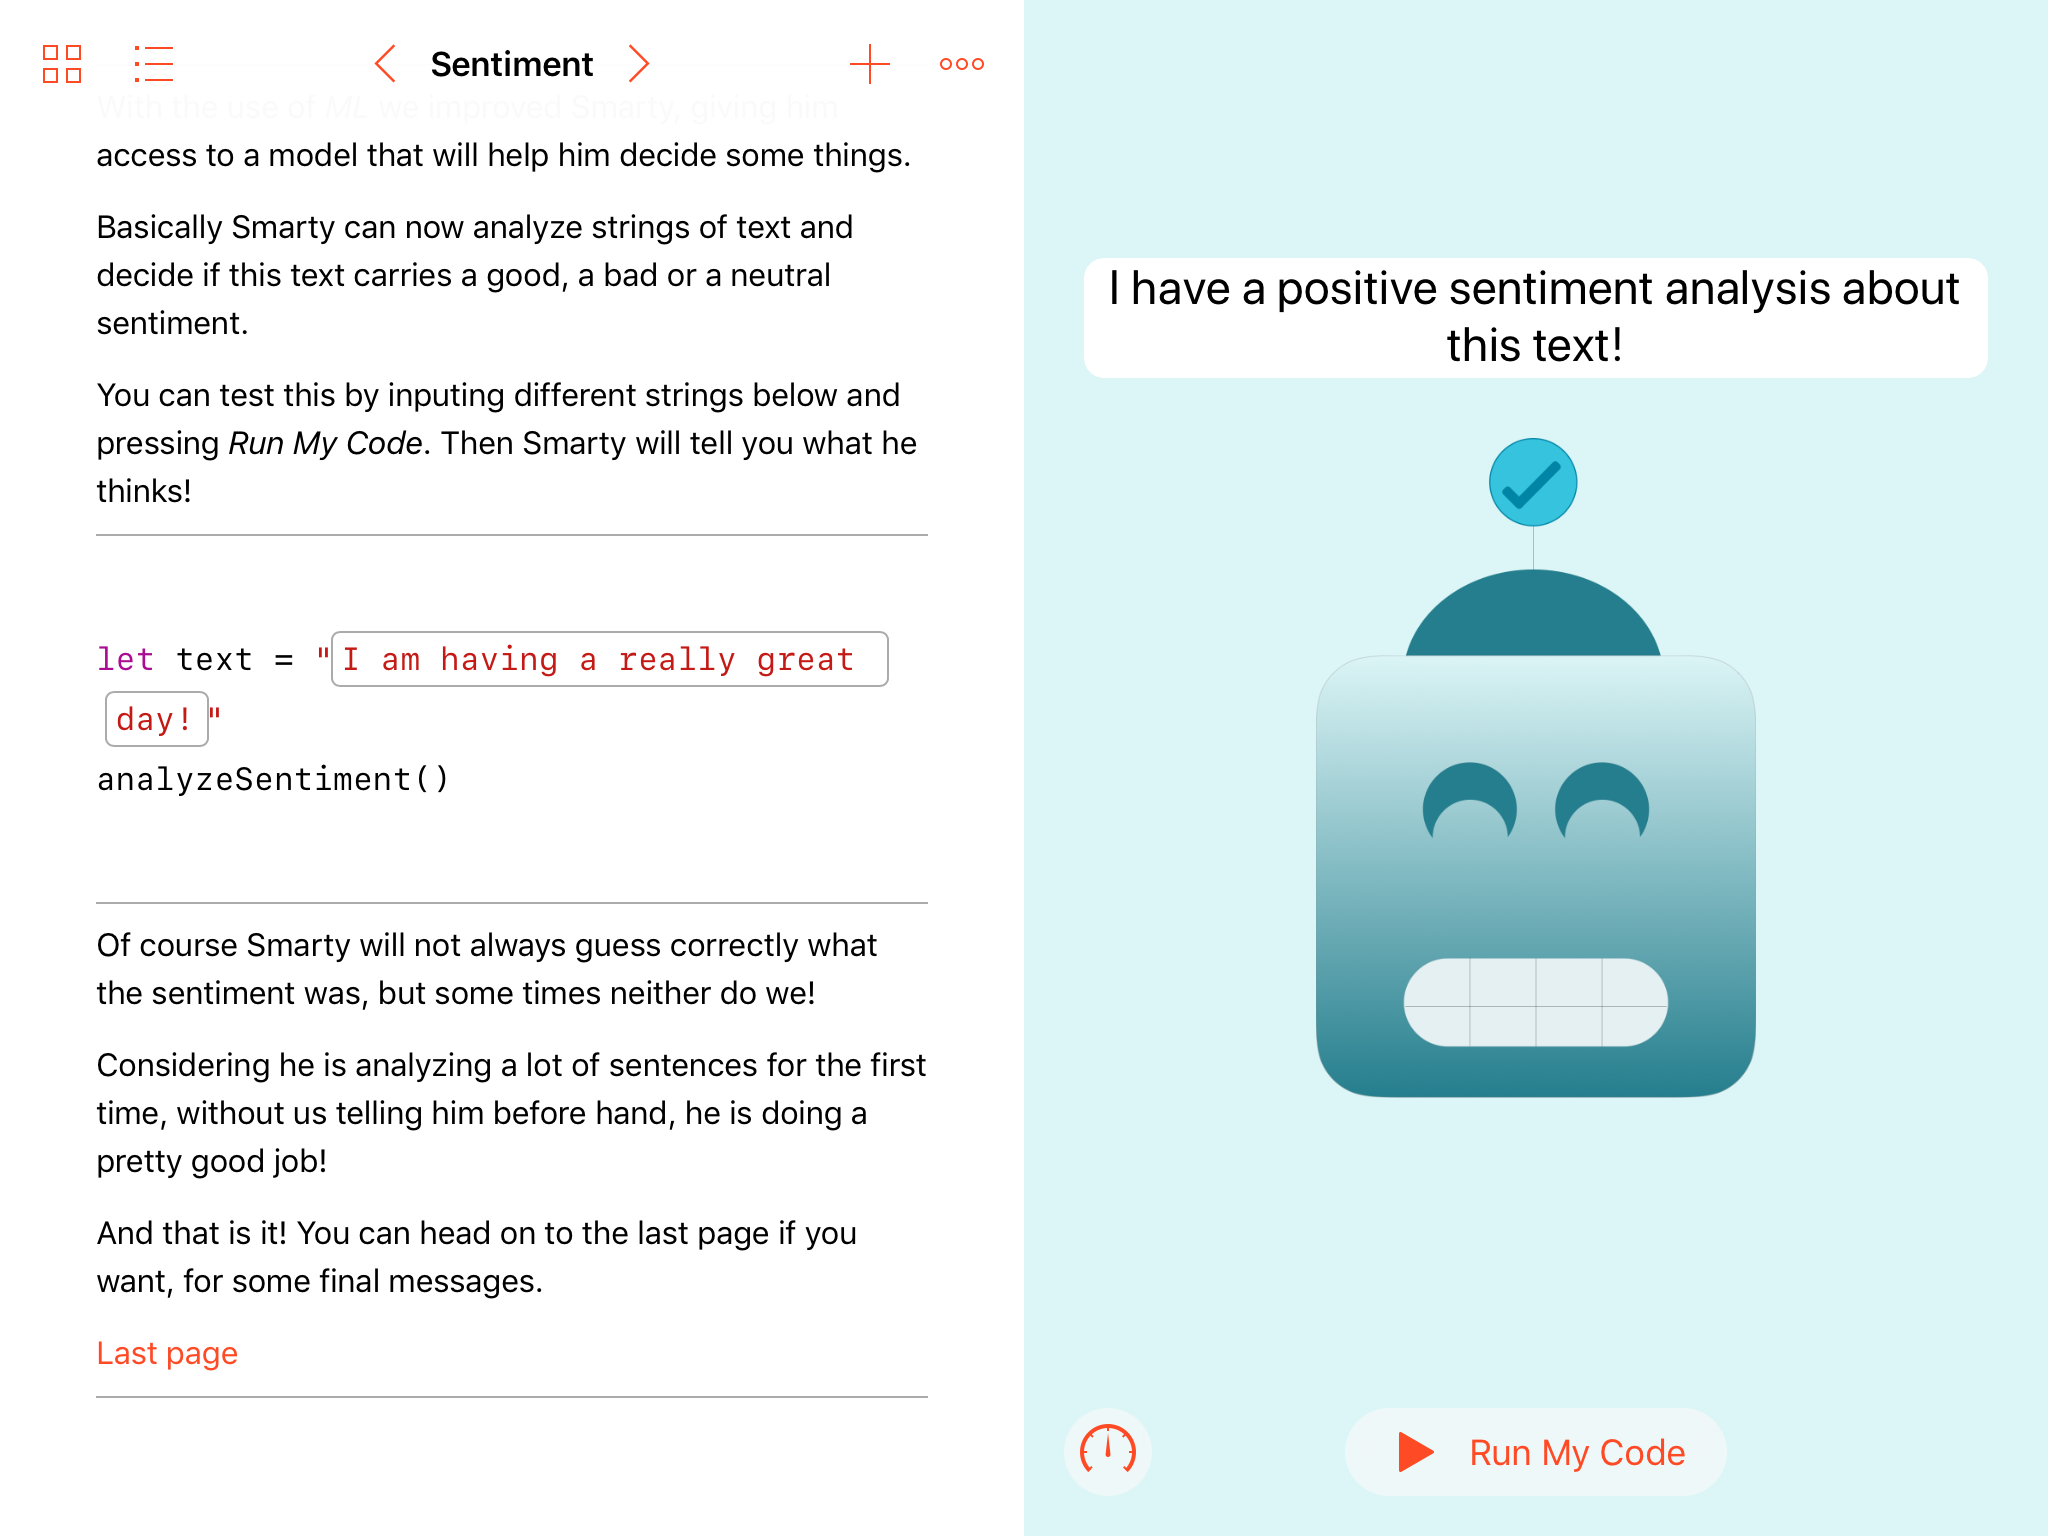 Sentiment
With the use of ML we improved Smarty, giving him
access to a model that will help him decide some things.
Basically Smarty can now analyze strings of text and
decide if this text carries a good, a bad or a neutral
sentiment.
You can test this by inputing different strings below and
pressing Run My Code. Then Smarty will tell you what he
thinks!
let text = "I am having a really great
day!"
analyzeSentiment()
Of course Smarty will not always guess correctly what
the sentiment was, but some times neither do we!
Considering he is analyzing a lot of sentences for the first
time, without us telling him before hand, he is doing a
pretty good job!
And that is it! You can head on to the last page if you
want, for some final messages.
Last page
I have a positive sentiment analysis about
this text!
Run My Code